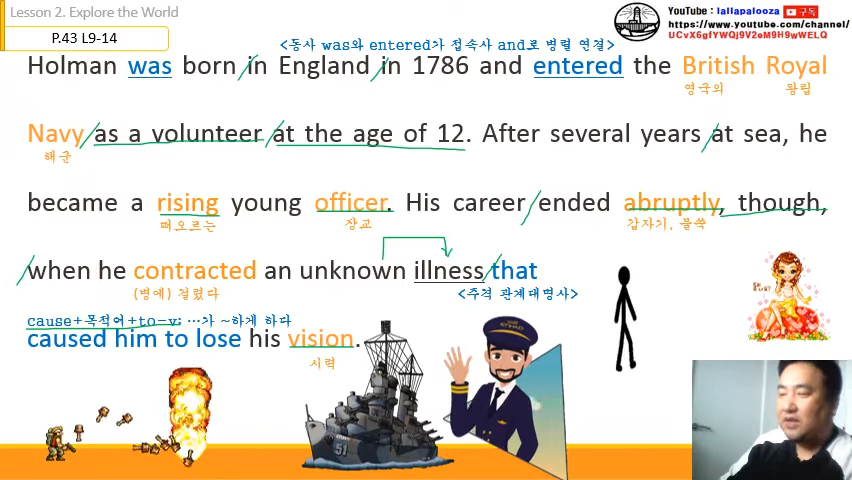 Lesson 2. Explore the World
P.43 L9-14
YouTube : lallapalooza 구독
https://www.youtube.com/channel/
UCvX6gfYWQj9V2eM9H9wWELQ
<동사 was와 entered가 접속사 and로 병렬 연결>
Holman was born in England in 1786 and entered the British Royal
영국의 왕립
Navy as a volunteer at the age of 12. After several years at sea, he
해군
became a rising young officer. His career ended abruptly, though,
떠오르는 장교 갑자기, 불쑥
when he contracted an unknown illness that
(병에) 걸렸다 <주격 관계대명사>
cause+목적어+to-v: …가 ~하게 하다
caused him to lose his vision.
시력
51
ETIHAD